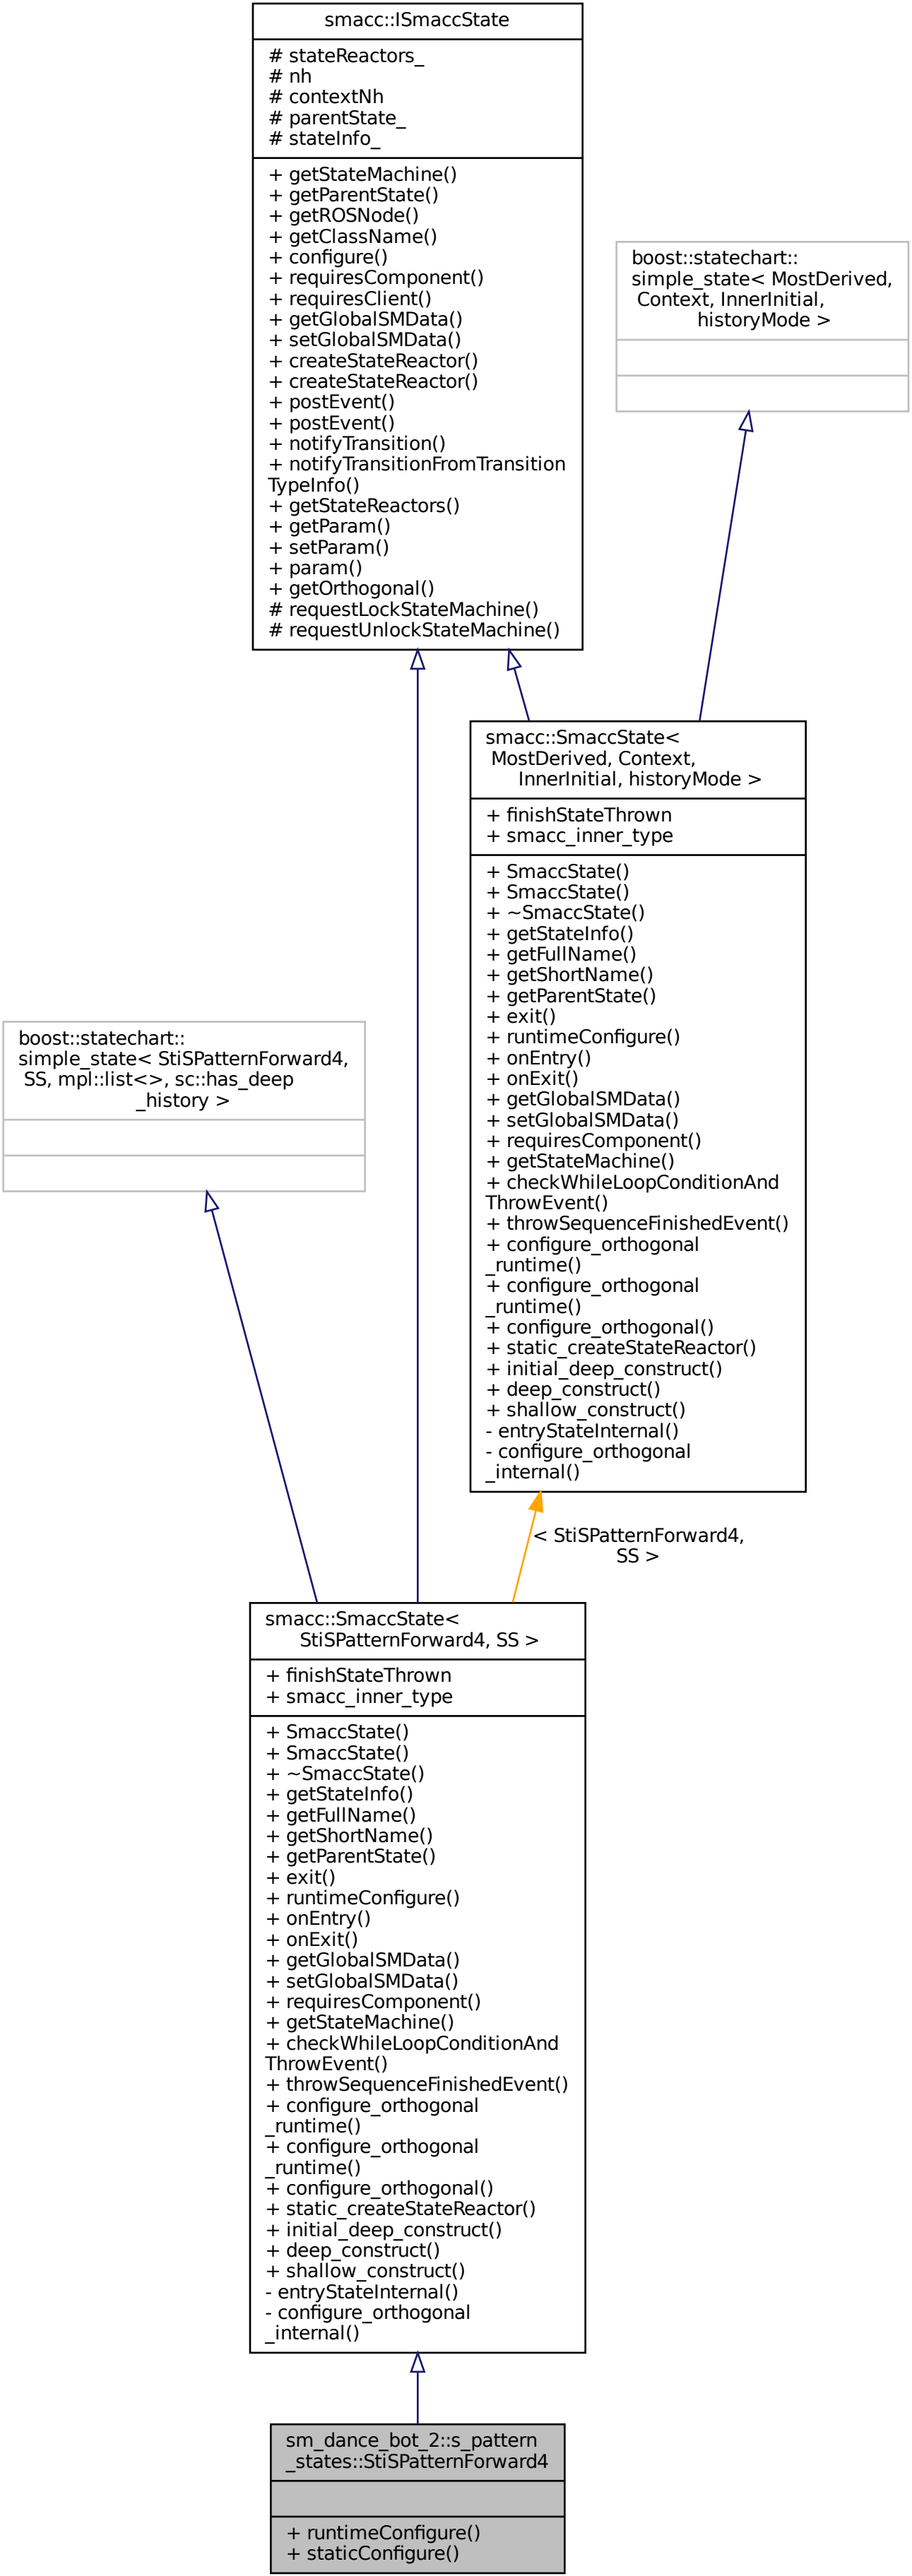 smacc::ISmaccState
# stateReactors_
# nh
# contextNh
# parentState_
# stateInfo_
+ getStateMachine()
+ getParentState()
+ getROSNode()
+ getClassName()
+ configure()
+ requiresComponent()
+ requiresClient()
+ getGlobalSMData()
+ setGlobalSMData()
+ createStateReactor()
+ createStateReactor()
+ postEvent()
+ postEvent()
+ notifyTransition()
+ notifyTransitionFromTransition
TypeInfo()
+ getStateReactors()
+ getParam()
+ setParam()
+ param()
+ getOrthogonal()
# requestLockStateMachine()
# requestUnlockStateMachine()
boost::statechart::
simple_state< MostDerived,
Context, InnerInitial,
historyMode >
smacc::SmaccState<
MostDerived, Context,
InnerInitial, historyMode >
+ finishStateThrown
+ smacc_inner_type
+ SmaccState()
+ SmaccState()
+ ~SmaccState()
+ getStateInfo()
+ getFullName()
+ getShortName()
+ getParentState()
+ exit()
+ runtimeConfigure()
+ onEntry()
+ onExit()
+ getGlobalSMData()
+ setGlobalSMData()
+ requiresComponent()
+ getStateMachine()
+ checkWhileLoopConditionAnd
ThrowEvent()
+ throwSequenceFinishedEvent()
+ configure_orthogonal
_runtime()
+ configure_orthogonal
_runtime()
+ configure_orthogonal()
+ static_createStateReactor()
+ initial_deep_construct()
+ deep_construct()
+ shallow_construct()
- entryStateInternal()
- configure_orthogonal
_internal()
boost::statechart::
simple_state< StiSPatternForward4,
SS, mpl::list<>, sc::has_deep
_history >
< StiSPatternForward4,
SS >
smacc::SmaccState<
StiSPatternForward4, SS >
+ finishStateThrown
+ smacc_inner_type
+ SmaccState()
+ SmaccState()
+ ~SmaccState()
+ getStateInfo()
+ getFullName()
+ getShortName()
+ getParentState()
+ exit()
+ runtimeConfigure()
+ onEntry()
+ onExit()
+ getGlobalSMData()
+ setGlobalSMData()
+ requiresComponent()
+ getStateMachine()
+ checkWhileLoopConditionAnd
ThrowEvent()
+ throwSequenceFinishedEvent()
+ configure_orthogonal
_runtime()
+ configure_orthogonal
_runtime()
+ configure_orthogonal()
+ static_createStateReactor()
+ initial_deep_construct()
+ deep_construct()
+ shallow_construct()
- entryStateInternal()
- configure_orthogonal
_internal()
sm_dance_bot_2::s_pattern
_states::StiSPatternForward4
+ runtimeConfigure()
+ staticConfigure()